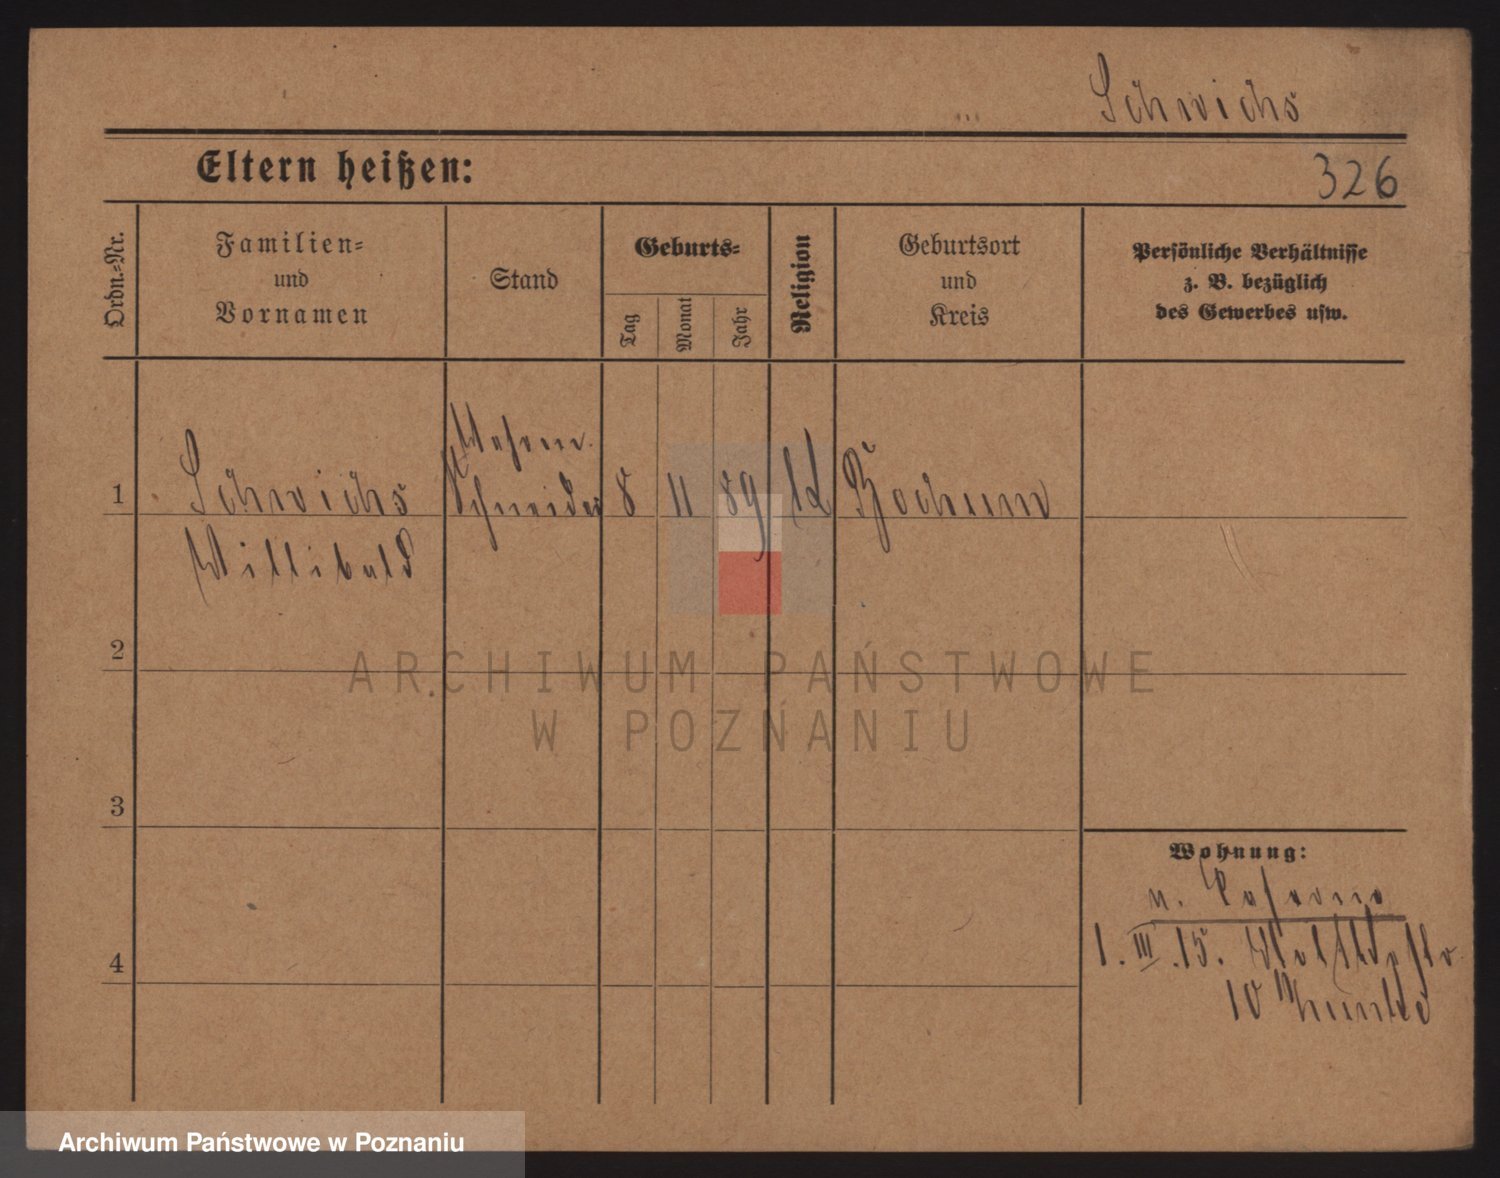 Schwichs
Eltern heißen:
326
Ordn.=Nr.
Familien=
und
Vornamen
Stand
Geburts=
Tag
Monat
Jahr
Religion
Geburtsort
und
Kreis
Persönliche Verhältnisse
z. B. bezüglich
des Gewerbes usw.
1
Schwichs
Willibald
Schneider
8
11
89
Bochum
2
3
4
Wohnung:
1. III. 15.
10
ARCHIWUM PAŃSTWOWE
W POZNANIU
Archiwum Państwowe w Poznaniu